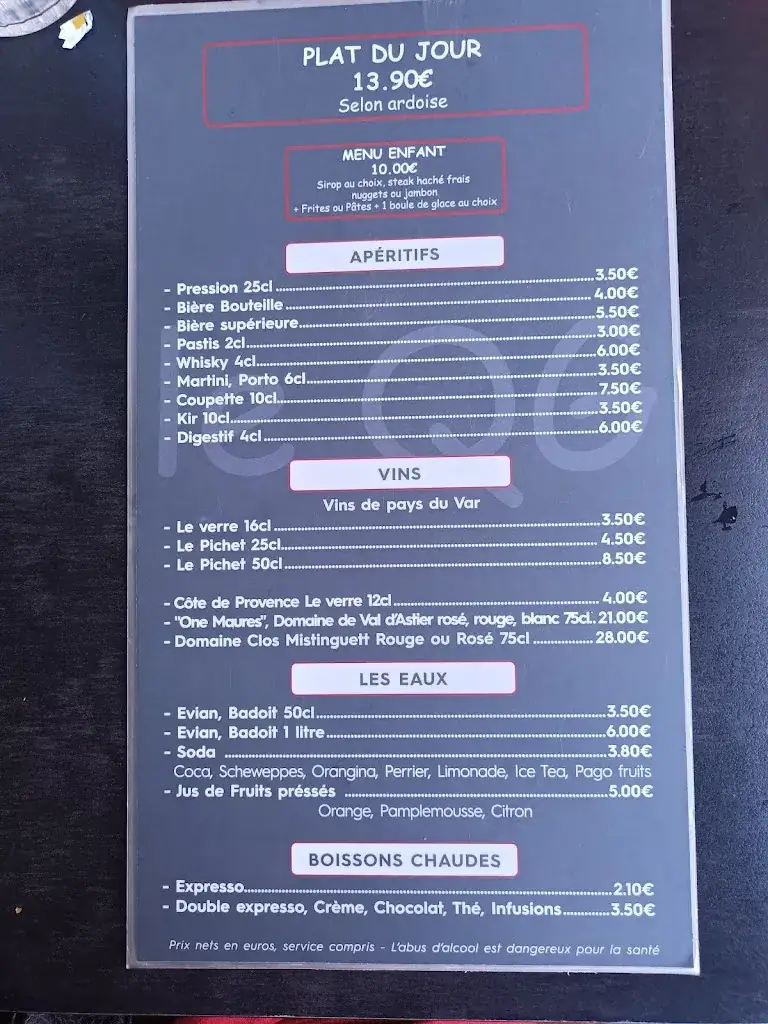 PLAT DU JOUR
13.90€
Selon ardoise
MENU ENFANT
10.00€
Sirop au choix, steak haché frais
nuggets ou jambon
+ Frites ou Pâtes + 1 boule de glace au choix
APÉRITIFS
- Pression 25cl 3.50€
- Bière Bouteille 4.00€
- Bière supérieure 5.50€
- Pastis 2cl 3.00€
- Whisky 4cl 6.00€
- Martini, Porto 6cl 3.50€
- Coupette 10cl 7.50€
- Kir 10cl 3.50€
- Digestif 4cl 6.00€
le QG
VINS
Vins de pays du Var
- Le verre 16cl 3.50€
- Le Pichet 25cl 4.50€
- Le Pichet 50cl 8.50€
- Côte de Provence Le verre 12cl 4.00€
- "One Maures", Domaine de Val d'Astier rosé, rouge, blanc 75cl.. 21.00€
- Domaine Clos Mistinguett Rouge ou Rosé 75cl 28.00€
LES EAUX
- Evian, Badoit 50cl 3.50€
- Evian, Badoit 1 litre 6.00€
- Soda 3.80€
Coca, Scheweppes, Orangina, Perrier, Limonade, Ice Tea, Pago fruits
- Jus de Fruits préssés 5.00€
Orange, Pamplemousse, Citron
BOISSONS CHAUDES
- Expresso 2.10€
- Double expresso, Crème, Chocolat, Thé, Infusions 3.50€
Prix nets en euros, service compris - L'abus d'alcool est dangereux pour la santé